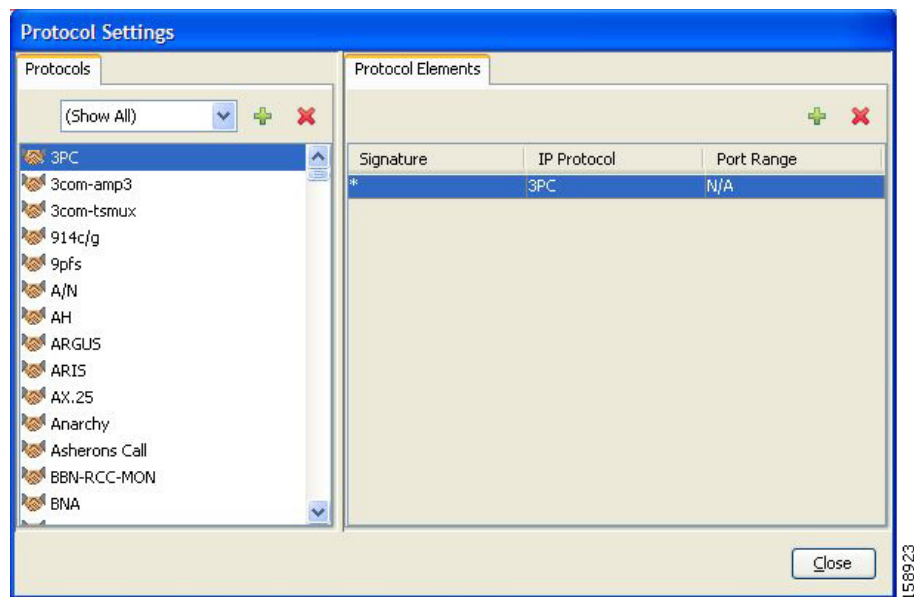 Protocol Settings
Protocols
(Show All)
3PC
3com-amp3
3com-tsmux
914c/g
9pfs
A/N
AH
ARGUS
ARIS
AX.25
Anarchy
Asherons Call
BBN-RCC-MON
BNA
Protocol Elements
Signature IP Protocol Port Range
* 3PC N/A
Close
158923